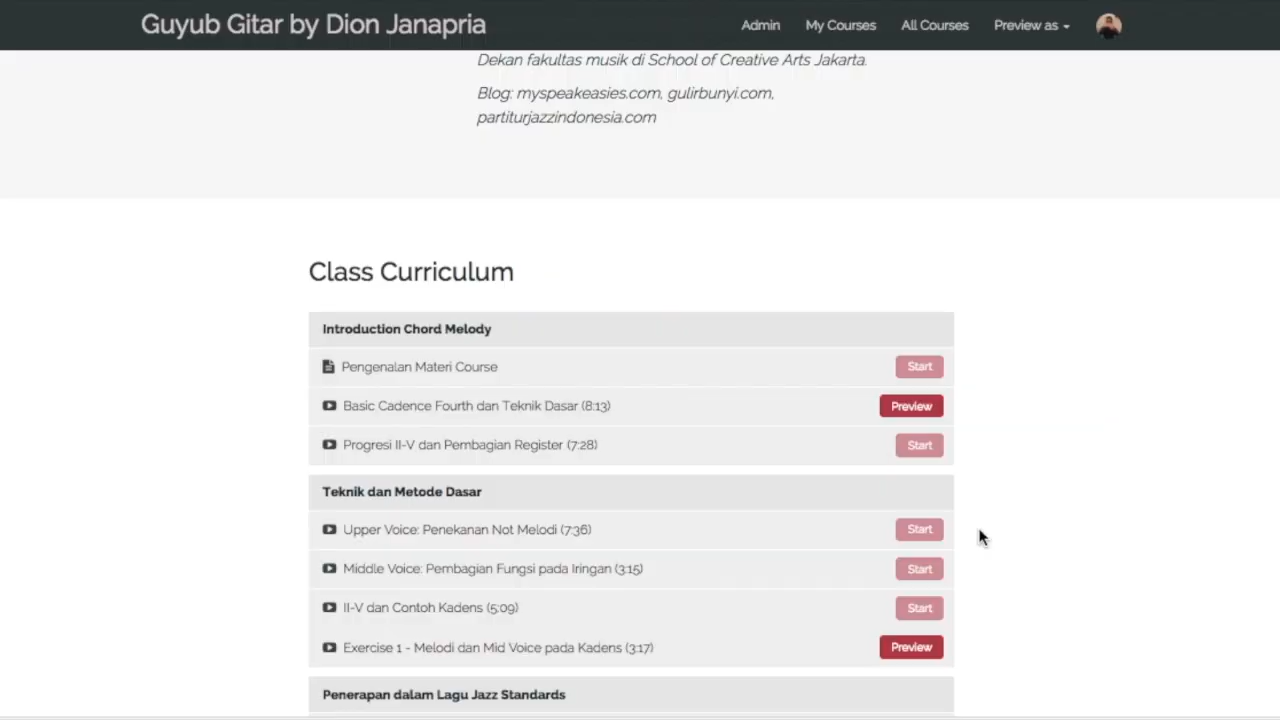 Guyub Gitar by Dion Janapria
Admin
My Courses
All Courses
Preview as
Dekan fakultas musik di School of Creative Arts Jakarta.
Blog: myspeakeasies.com, gulirbunyi.com,
partiturjazzindonesia.com
Class Curriculum
Introduction Chord Melody
Pengenalan Materi Course
Start
Basic Cadence Fourth dan Teknik Dasar (8:13)
Preview
Progresi II-V dan Pembagian Register (7:28)
Start
Teknik dan Metode Dasar
Upper Voice: Penekanan Not Melodi (7:36)
Start
Middle Voice: Pembagian Fungsi pada Iringan (3:15)
Start
II-V dan Contoh Kadens (5:09)
Start
Exercise 1 - Melodi dan Mid Voice pada Kadens (3:17)
Preview
Penerapan dalam Lagu Jazz Standards